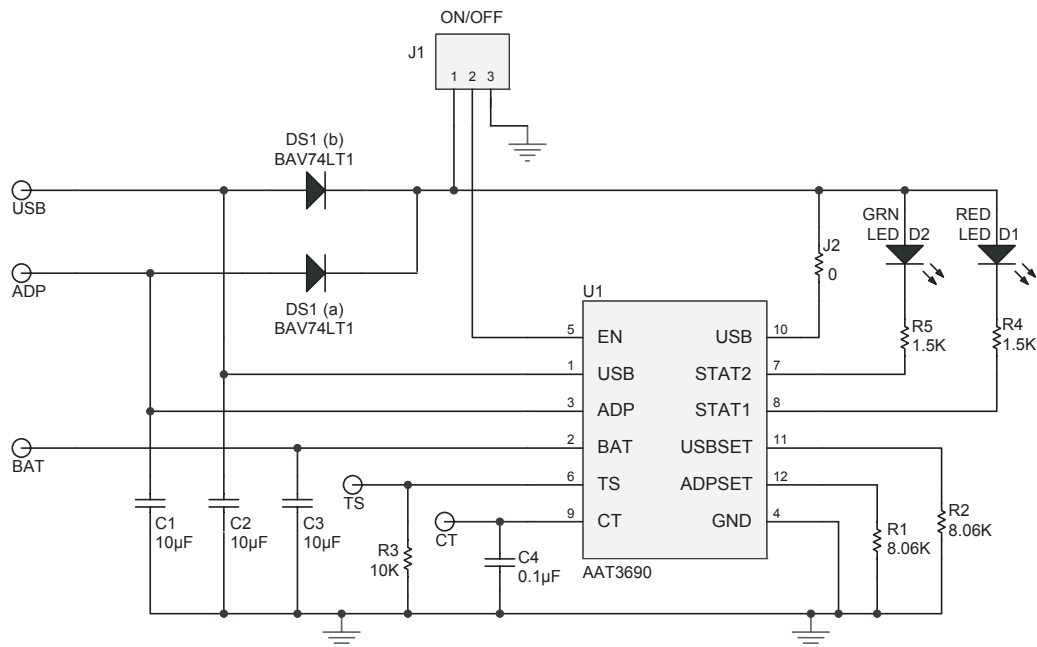 ON/OFF
J1
1 2 3
DS1 (b)
BAV74LT1
USB
ADP
DS1 (a)
BAV74LT1
GRN
LED D2
RED
LED D1
J2
0
R5
1.5K
R4
1.5K
U1
5 EN USB 10
1 USB STAT2 7
3 ADP STAT1 8
2 BAT USBSET 11
6 TS ADPSET 12
9 CT GND 4
AAT3690
BAT
TS
CT
C1
10µF
C2
10µF
C3
10µF
R3
10K
C4
0.1µF
R1
8.06K
R2
8.06K